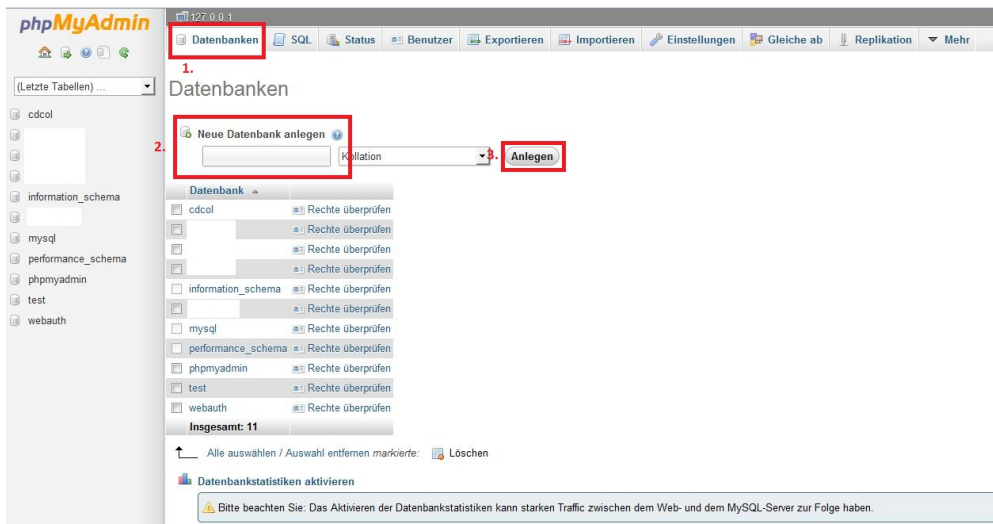 phpMyAdmin
127.0.0.1
Datenbanken SQL Status Benutzer Exportieren Importieren Einstellungen Gleiche ab Replikation Mehr
1.
(Letzte Tabellen) ...
cdcol
information_schema
mysql
performance_schema
phpmyadmin
test
webauth
Datenbanken
2.
Neue Datenbank anlegen
Kollation
3.
Anlegen
Datenbank
cdcol Rechte überprüfen
Rechte überprüfen
Rechte überprüfen
Rechte überprüfen
information_schema Rechte überprüfen
Rechte überprüfen
mysql Rechte überprüfen
performance_schema Rechte überprüfen
phpmyadmin Rechte überprüfen
test Rechte überprüfen
webauth Rechte überprüfen
Insgesamt: 11
Alle auswählen / Auswahl entfernen markierte: Löschen
Datenbankstatistiken aktivieren
Bitte beachten Sie: Das Aktivieren der Datenbankstatistiken kann starken Traffic zwischen dem Web- und dem MySQL-Server zur Folge haben.